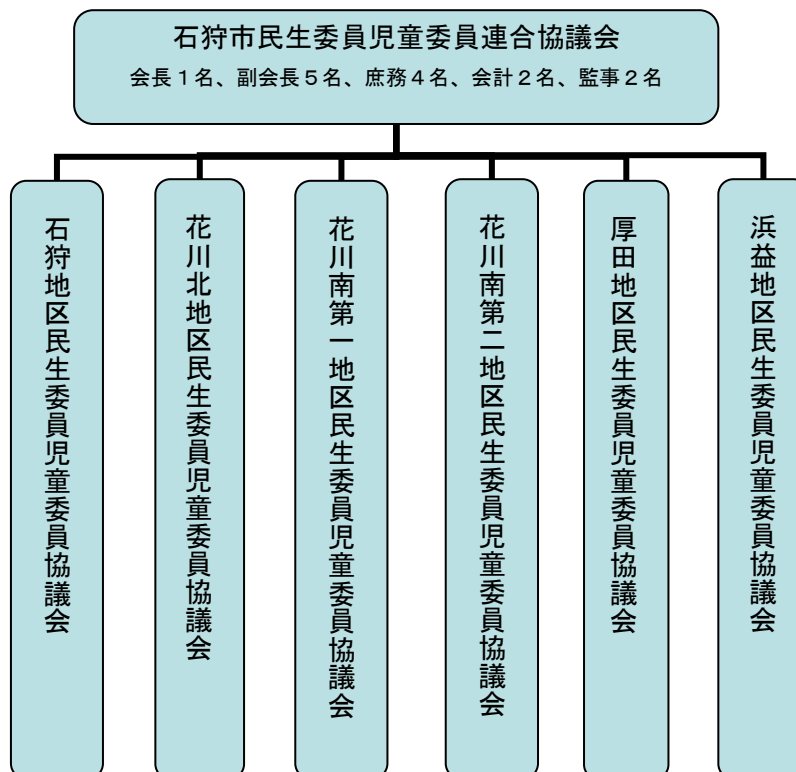 石狩市民生委員児童委員連合協議会
会長１名、副会長５名、庶務４名、会計２名、監事２名
石狩地区民生委員児童委員協議会
花川北地区民生委員児童委員協議会
花川南第一地区民生委員児童委員協議会
花川南第二地区民生委員児童委員協議会
厚田地区民生委員児童委員協議会
浜益地区民生委員児童委員協議会